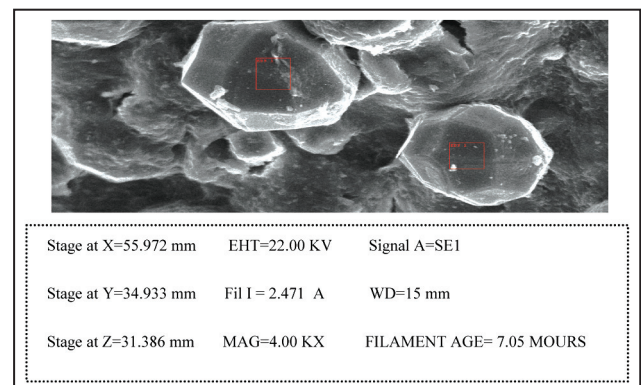 Stage at X=55.972 mm EHT=22.00 KV Signal A=SE1
Stage at Y=34.933 mm Fil I = 2.471 A WD=15 mm
Stage at Z=31.386 mm MAG=4.00 KX FILAMENT AGE= 7.05 MOURS